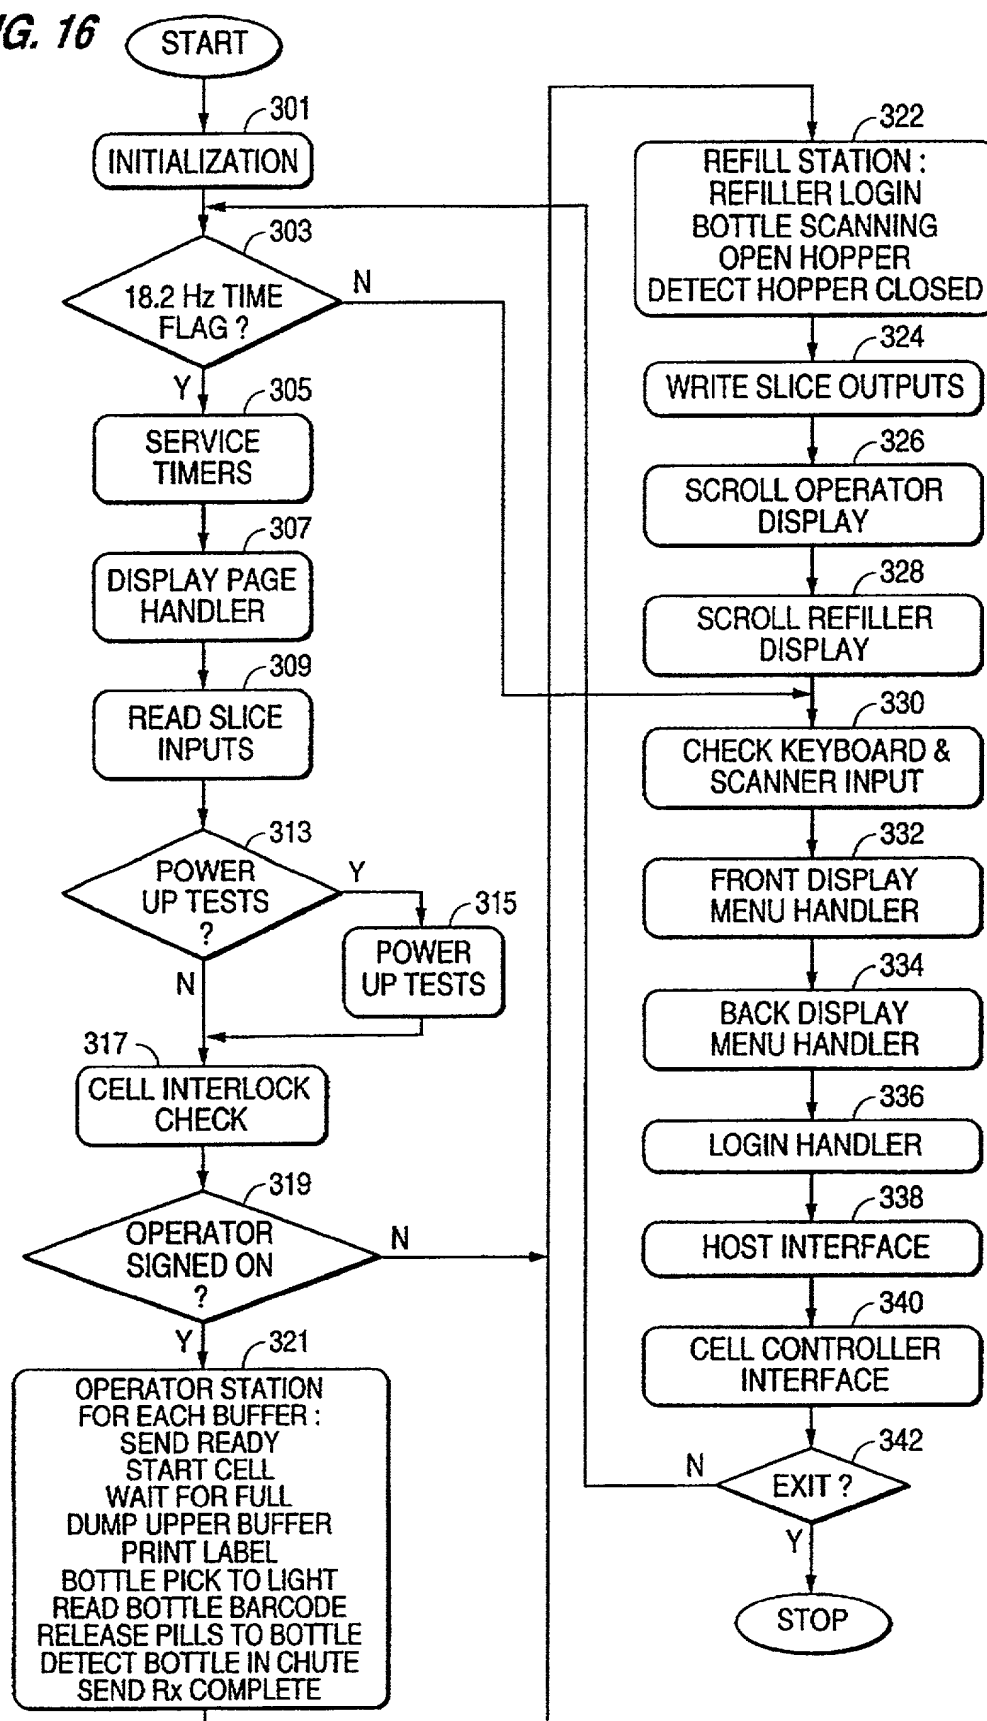 IG. 16
START
301
INITIALIZATION
303
18.2 Hz TIME
FLAG ?
N
Y
305
SERVICE
TIMERS
307
DISPLAY PAGE
HANDLER
309
READ SLICE
INPUTS
313
POWER
UP TESTS
?
Y
N
315
POWER
UP TESTS
317
CELL INTERLOCK
CHECK
319
OPERATOR
SIGNED ON
?
N
Y
321
OPERATOR STATION
FOR EACH BUFFER :
SEND READY
START CELL
WAIT FOR FULL
DUMP UPPER BUFFER
PRINT LABEL
BOTTLE PICK TO LIGHT
READ BOTTLE BARCODE
RELEASE PILLS TO BOTTLE
DETECT BOTTLE IN CHUTE
SEND Rx COMPLETE
322
REFILL STATION :
REFILLER LOGIN
BOTTLE SCANNING
OPEN HOPPER
DETECT HOPPER CLOSED
324
WRITE SLICE OUTPUTS
326
SCROLL OPERATOR
DISPLAY
328
SCROLL REFILLER
DISPLAY
330
CHECK KEYBOARD &
SCANNER INPUT
332
FRONT DISPLAY
MENU HANDLER
334
BACK DISPLAY
MENU HANDLER
336
LOGIN HANDLER
338
HOST INTERFACE
340
CELL CONTROLLER
INTERFACE
342
EXIT ?
N
Y
STOP